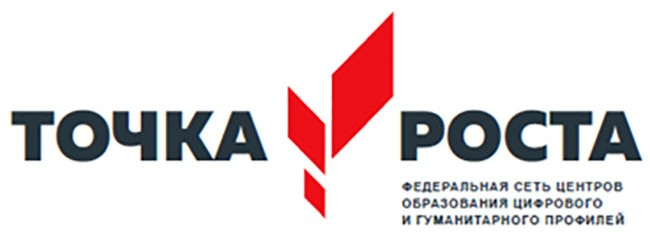 ТОЧКА РОСТА
ФЕДЕРАЛЬНАЯ СЕТЬ ЦЕНТРОВ
ОБРАЗОВАНИЯ ЦИФРОВОГО
И ГУМАНИТАРНОГО ПРОФИЛЕЙ